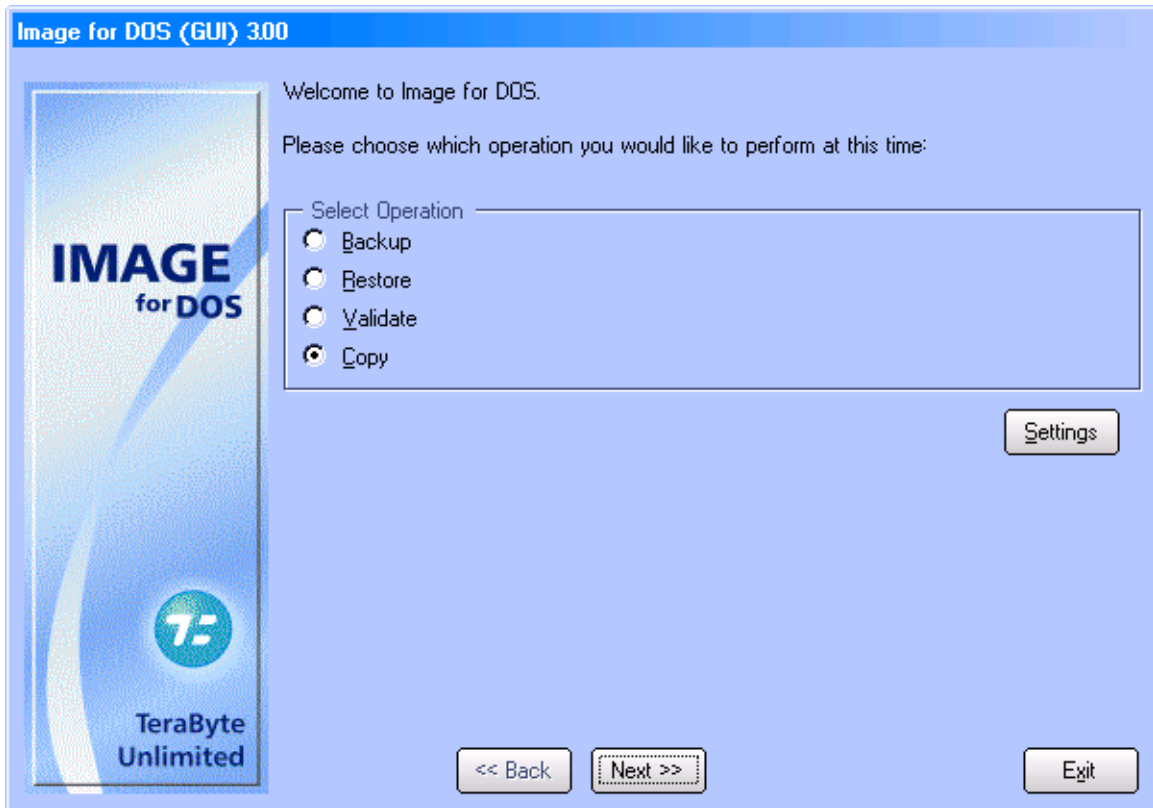 Image for DOS (GUI) 3.00
Welcome to Image for DOS.
Please choose which operation you would like to perform at this time:
Select Operation
Backup
Restore
Validate
Copy
Settings
IMAGE
for DOS
TeraByte
Unlimited
<< Back
Next >>
Exit